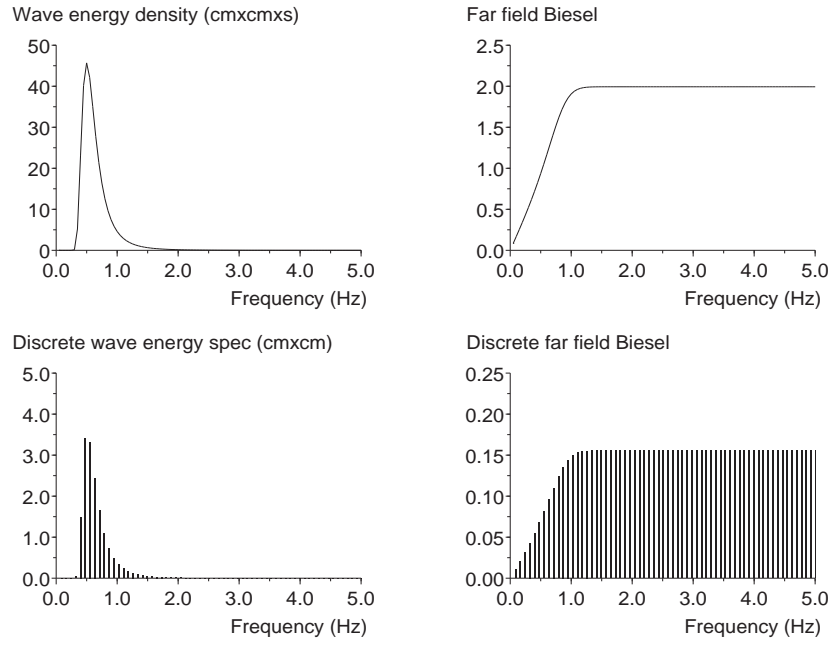 Wave energy density (cmxcmxs)
50
40
30
20
10
0
0.0 1.0 2.0 3.0 4.0 5.0
Frequency (Hz)
Far field Biesel
2.5
2.0
1.5
1.0
0.5
0.0
0.0 1.0 2.0 3.0 4.0 5.0
Frequency (Hz)
Discrete wave energy spec (cmxcm)
5.0
4.0
3.0
2.0
1.0
0.0
0.0 1.0 2.0 3.0 4.0 5.0
Frequency (Hz)
Discrete far field Biesel
0.25
0.20
0.15
0.10
0.05
0.00
0.0 1.0 2.0 3.0 4.0 5.0
Frequency (Hz)